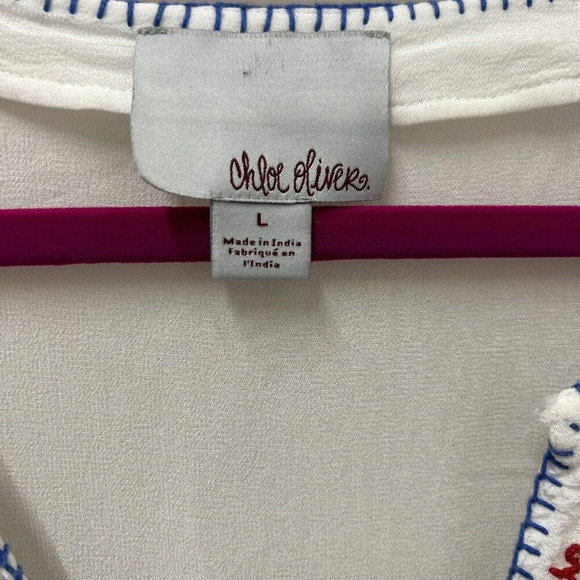 chloe oliver.
L
Made in India
Fabriqué en
l'India